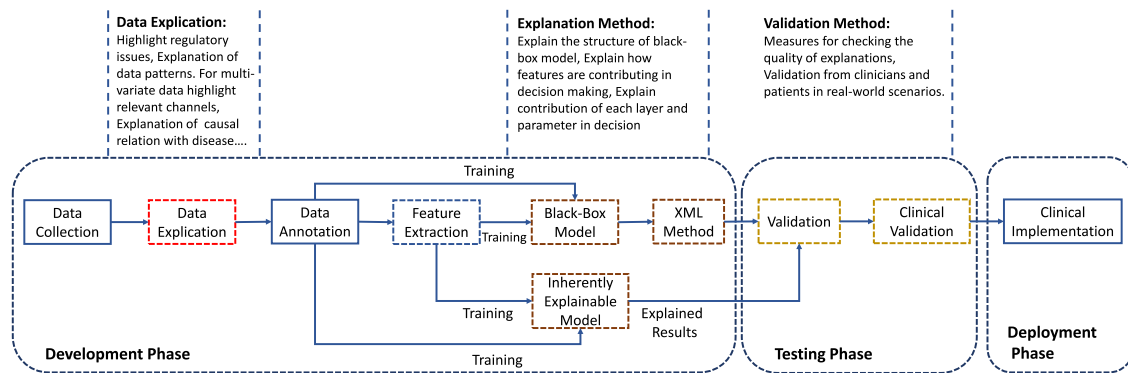 Data Explication:
Highlight regulatory
issues, Explanation of
data patterns. For multi-
variate data highlight
relevant channels,
Explanation of causal
relation with disease....
Explanation Method:
Explain the structure of black-
box model, Explain how
features are contributing in
decision making, Explain
contribution of each layer and
parameter in decision
Validation Method:
Measures for checking the
quality of explanations,
Validation from clinicians and
patients in real-world scenarios.
Training
Data
Collection
Data
Explication
Data
Annotation
Feature
Extraction
Training
Black-Box
Model
XML
Method
Validation
Clinical
Validation
Clinical
Implementation
Training
Inherently
Explainable
Model
Explained
Results
Training
Development Phase
Testing Phase
Deployment
Phase